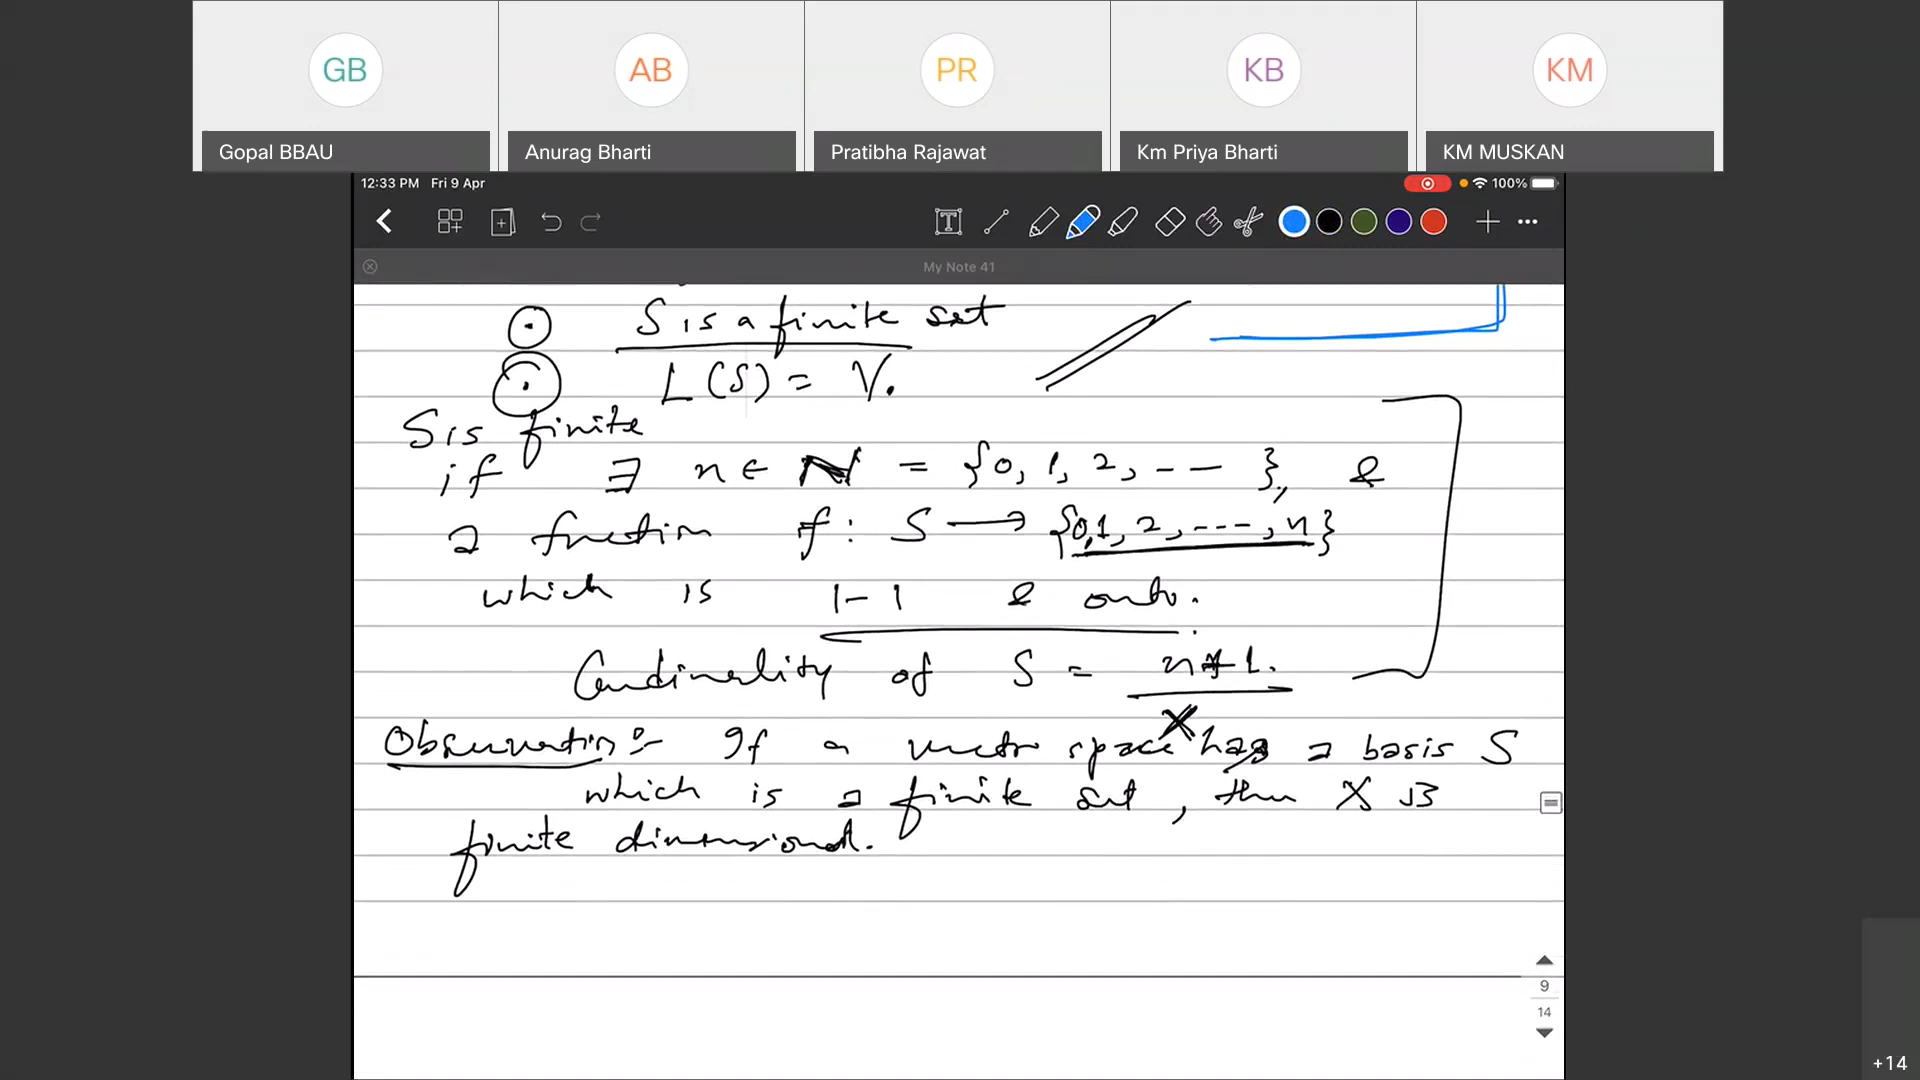 GB AB PR KB KM
Gopal BBAU Anurag Bharti Pratibha Rajawat Km Priya Bharti KM MUSKAN
12:33 PM Fri 9 Apr 100%
My Note 41
S is a finite set
L(S) = V.
S is finite
if ∃ n ∈ N = {0, 1, 2, -- }, &
a function f : S → {0,1, 2, ---, n}
which is 1-1 & onto.
Cardinality of S = n+1.
Observation:- If a vector space X has a basis S
which is a finite set, then X is
finite dimensional.
9
14
+14